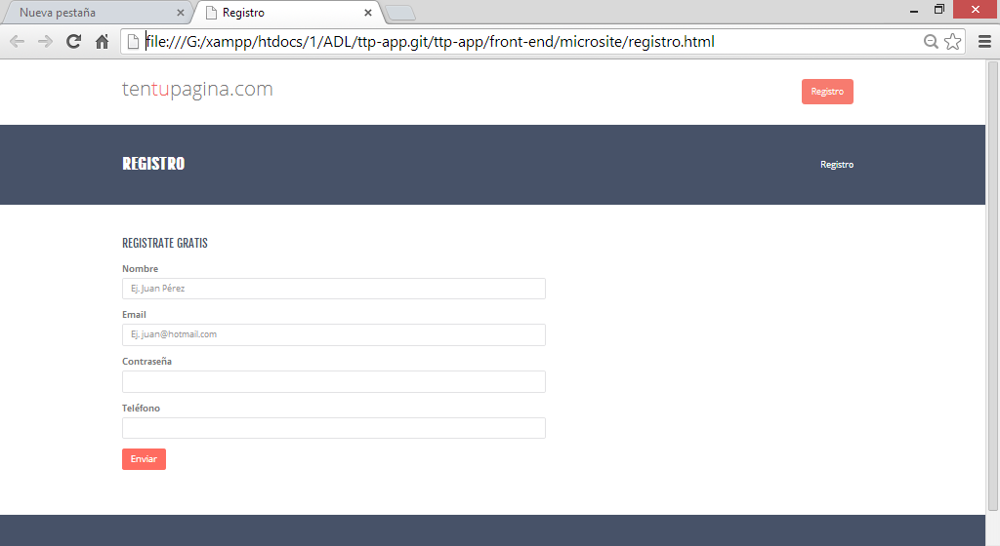 Nueva pestaña
Registro
file:///G:/xampp/htdocs/1/ADL/ttp-app.git/ttp-app/front-end/microsite/registro.html
tentupagina.com
Registro
REGISTRO
Registro
REGISTRATE GRATIS
Nombre
Ej. Juan Pérez
Email
Ej. juan@hotmail.com
Contraseña
Teléfono
Enviar